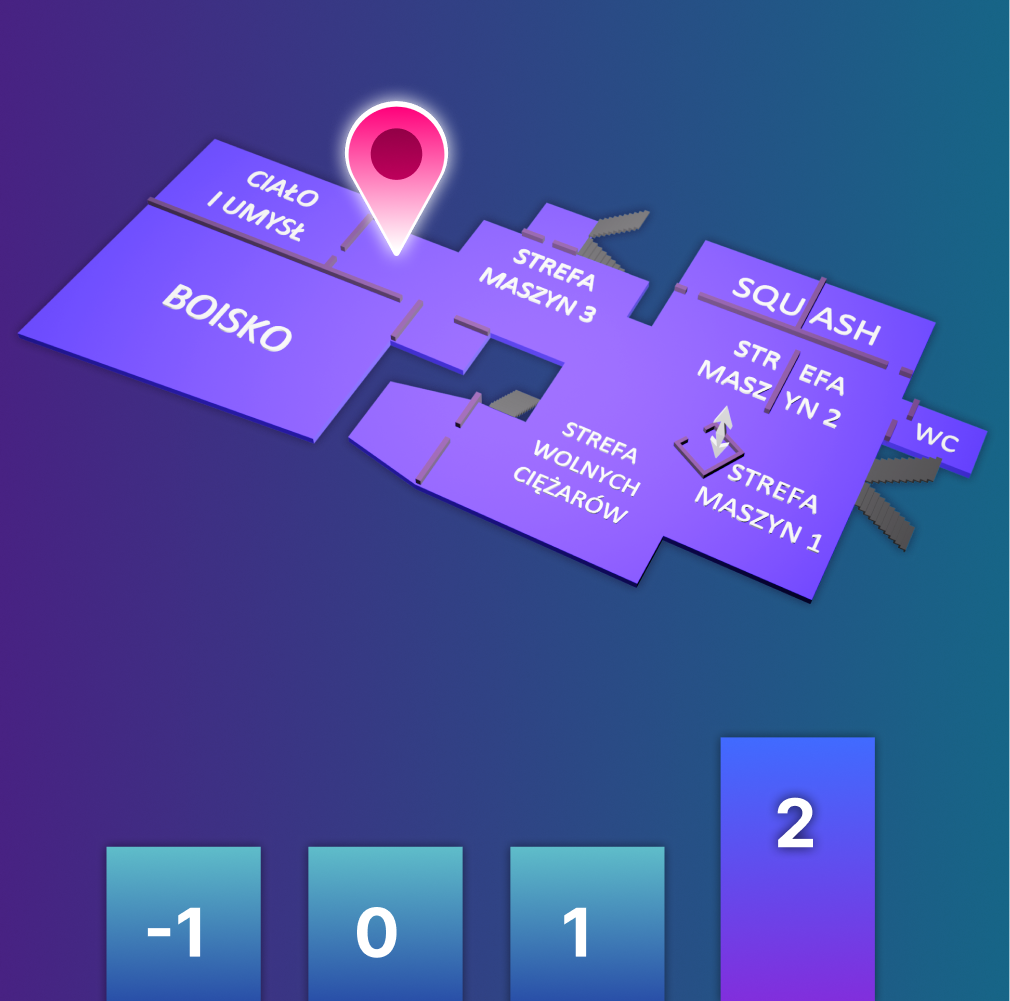 CIAŁO
I UMYSŁ
BOISKO
STREFA
MASZYN 3
SQUASH
STREFA
MASZYN 2
WC
STREFA
WOLNYCH
CIĘŻARÓW
STREFA
MASZYN 1
2
-1
0
1